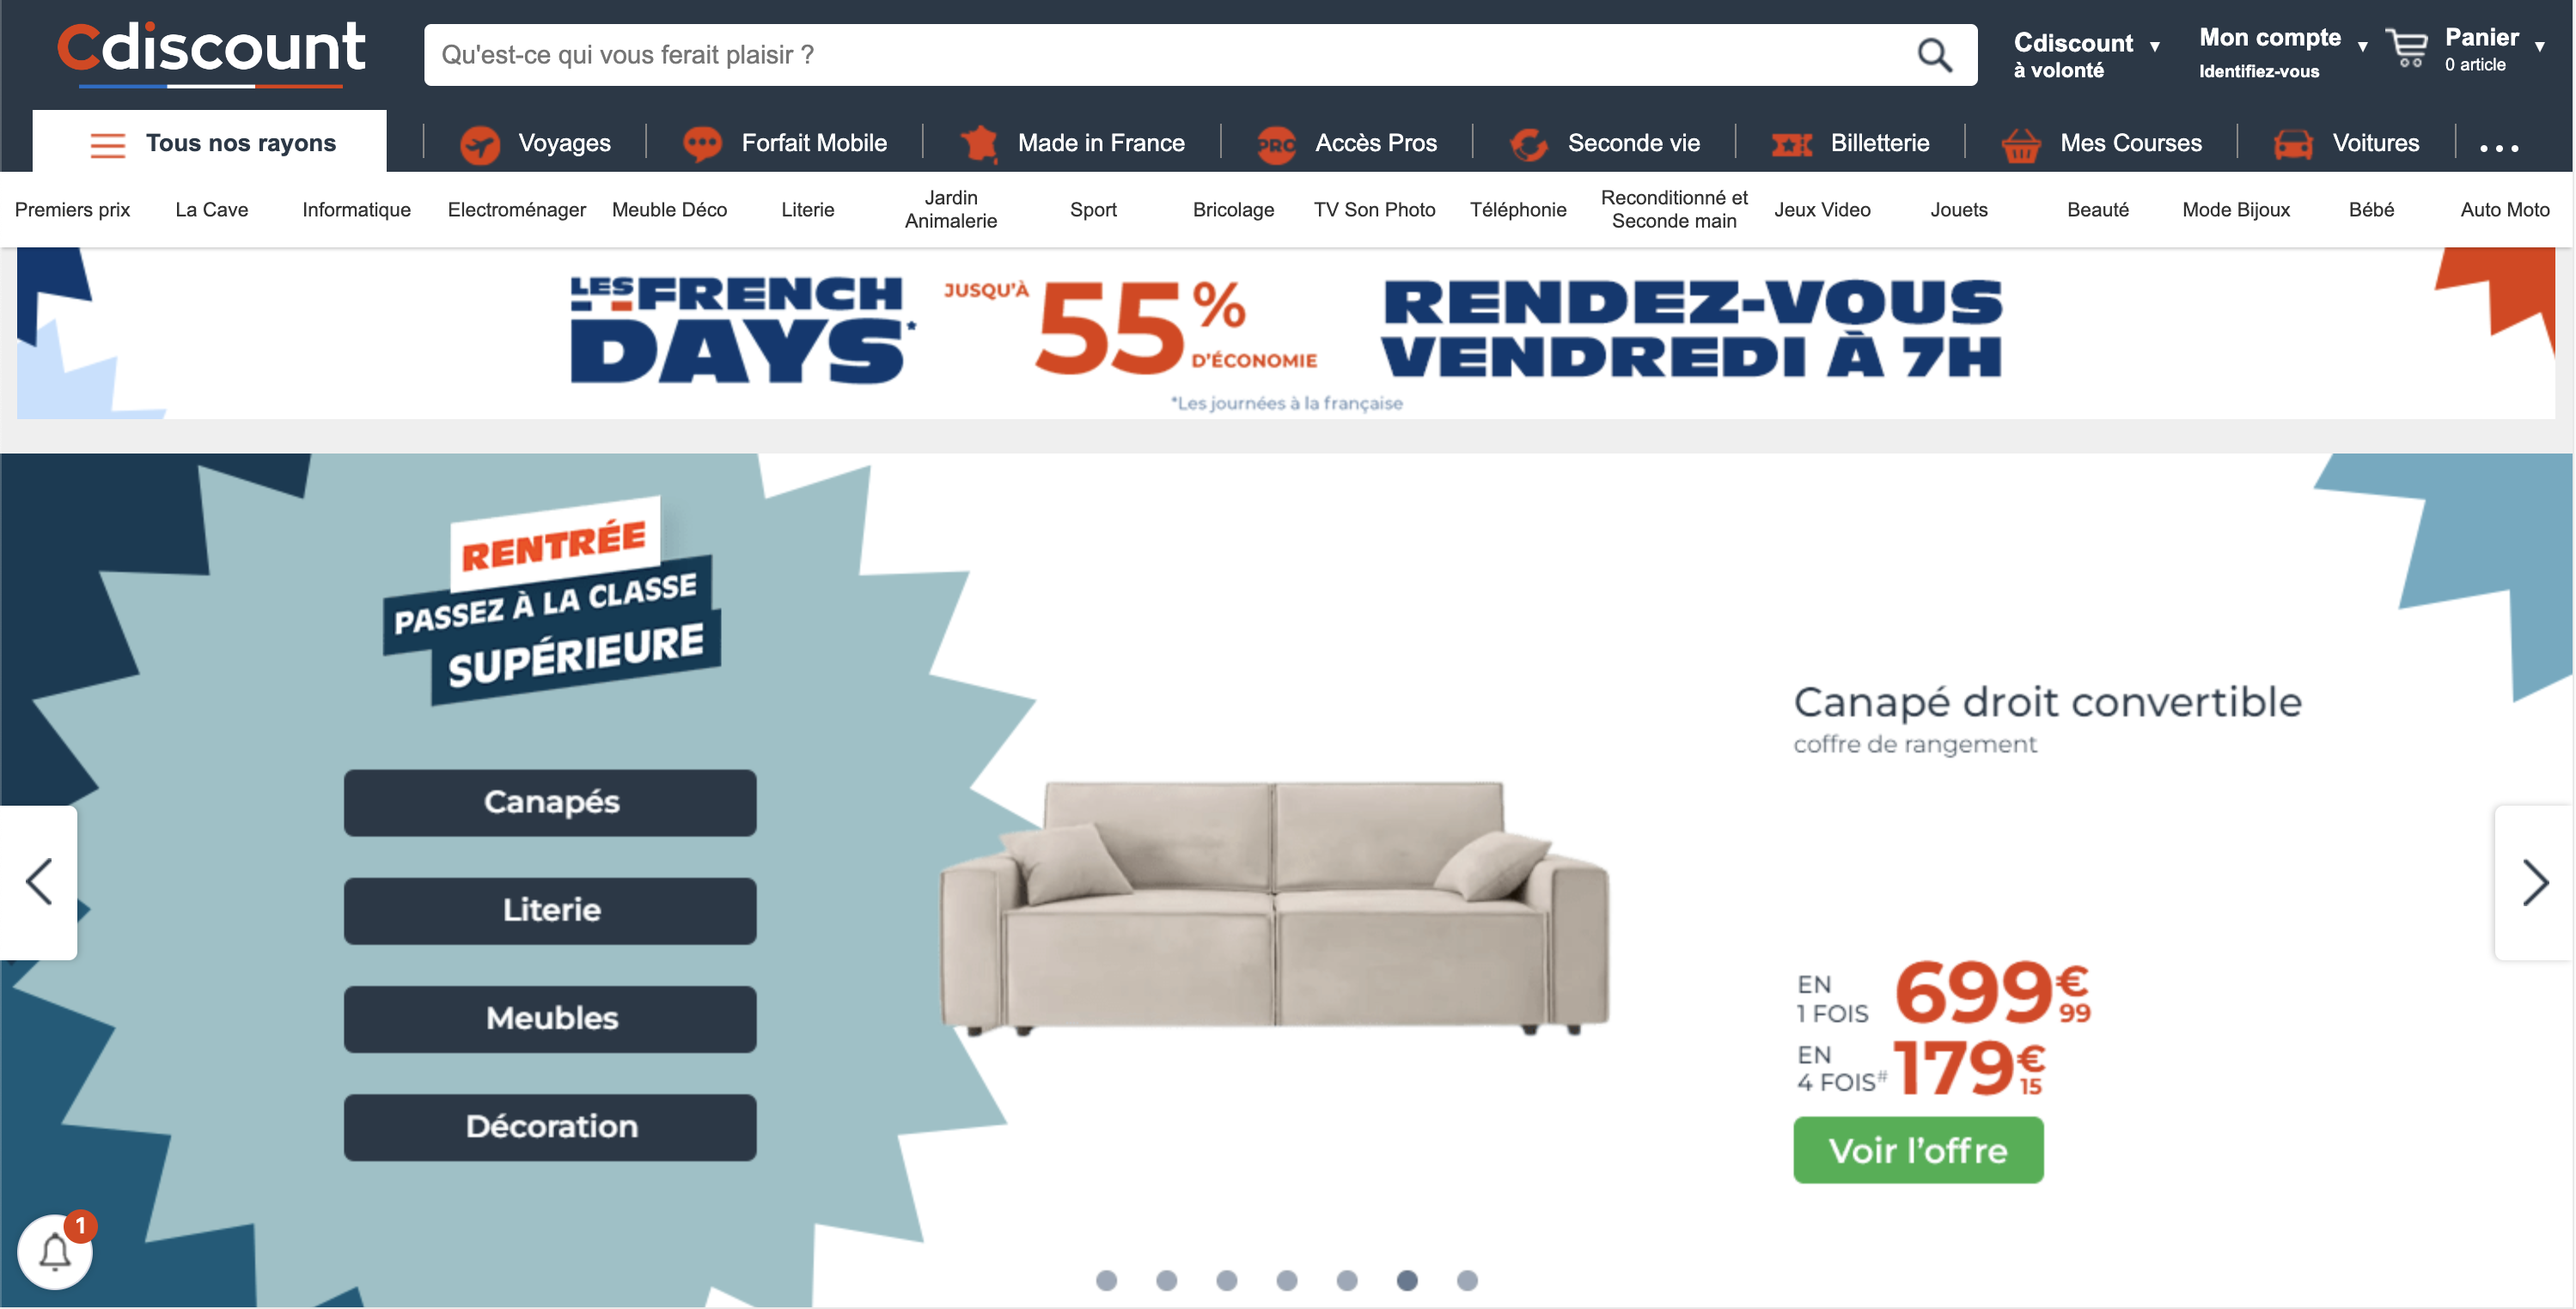 Cdiscount
Qu'est-ce qui vous ferait plaisir ?
Cdiscount
à volonté
Mon compte
Identifiez-vous
Panier
0 article
Tous nos rayons
Voyages
Forfait Mobile
Made in France
PRO
Accès Pros
Seconde vie
Billetterie
Mes Courses
Voitures
Premiers prix
La Cave
Informatique
Electroménager
Meuble Déco
Literie
Jardin
Animalerie
Sport
Bricolage
TV Son Photo
Téléphonie
Reconditionné et
Seconde main
Jeux Video
Jouets
Beauté
Mode Bijoux
Bébé
Auto Moto
LES FRENCH
DAYS*
JUSQU'À
55%
D'ÉCONOMIE
RENDEZ-VOUS
VENDREDI À 7H
*Les journées à la française
RENTRÉE
PASSEZ À LA CLASSE
SUPÉRIEURE
Canapés
Literie
Meubles
Décoration
Canapé droit convertible
coffre de rangement
EN
1 FOIS
699€99
EN
4 FOIS#
179€15
Voir l'offre
1